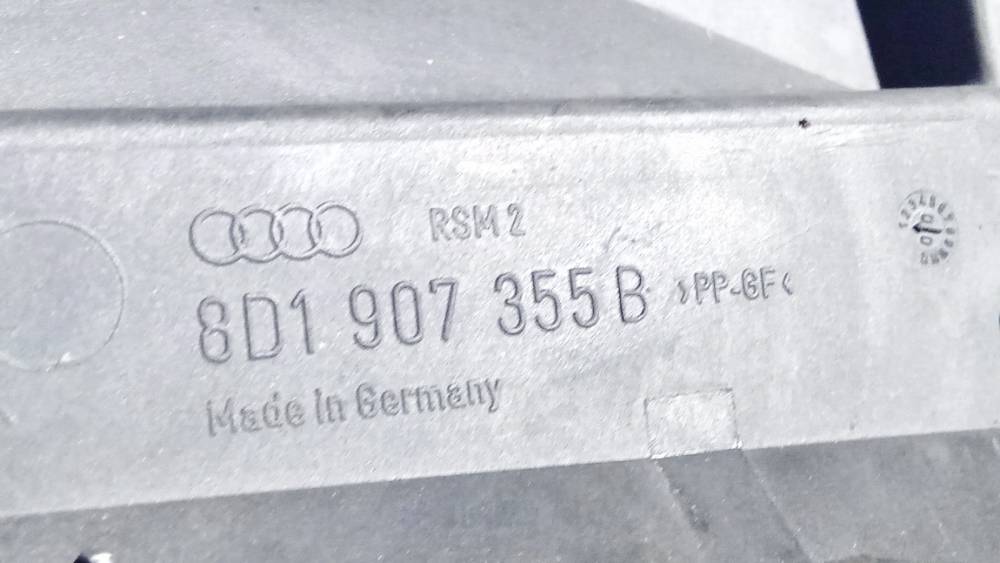 RSM 2
8D1 907 355 B >PP-GF<
Made in Germany